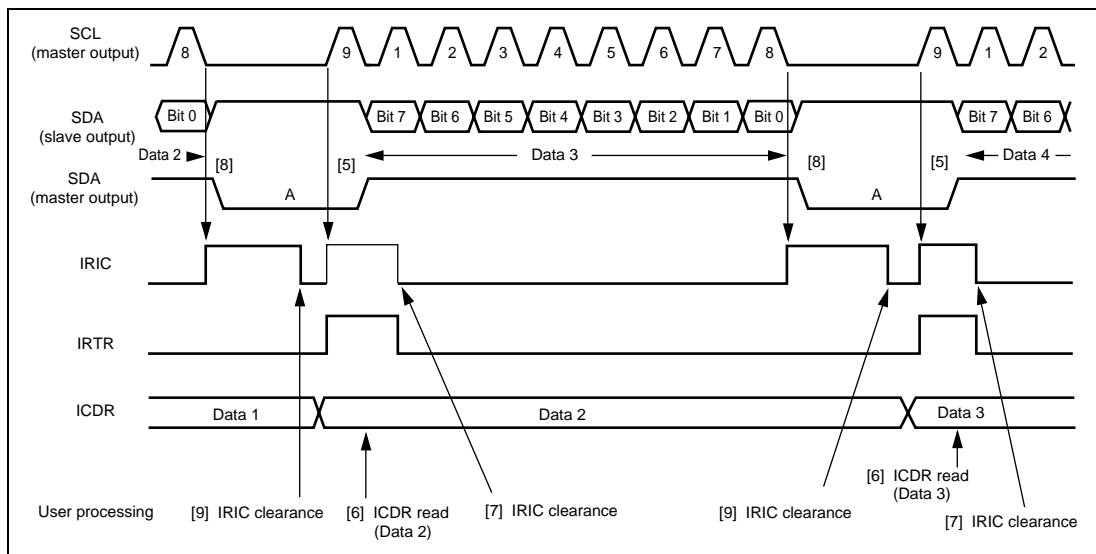 SCL
(master output)
8 9 1 2 3 4 5 6 7 8 9 1 2
SDA
(slave output)
Bit 0 Bit 7 Bit 6 Bit 5 Bit 4 Bit 3 Bit 2 Bit 1 Bit 0 Bit 7 Bit 6
Data 2 [8] [5] Data 3 [8] [5] Data 4
SDA
(master output)
A A
IRIC
IRTR
ICDR
Data 1 Data 2 Data 3
User processing
[9] IRIC clearance
[6] ICDR read
(Data 2)
[7] IRIC clearance
[9] IRIC clearance
[6] ICDR read
(Data 3)
[7] IRIC clearance